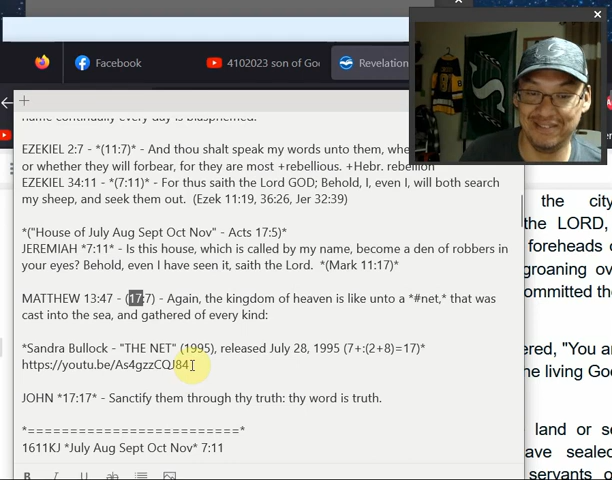 Facebook
4102023 son of Go
Revelation
name continually every day is blasphemed.
EZEKIEL 2:7 - *(11:7)* - And thou shalt speak my words unto them, whe
or whether they will forbear, for they are most +rebellious. +Hebr. rebellion
EZEKIEL 34:11 - *(7:11)* - For thus saith the Lord GOD; Behold, I, even I, will both search
my sheep, and seek them out. (Ezek 11:19, 36:26, Jer 32:39)
*("House of July Aug Sept Oct Nov" - Acts 17:5)*
JEREMIAH *7:11* - Is this house, which is called by my name, become a den of robbers in
your eyes? Behold, even I have seen it, saith the Lord. *(Mark 11:17)*
MATTHEW 13:47 - (17:7) - Again, the kingdom of heaven is like unto a *#net,* that was
cast into the sea, and gathered of every kind:
*Sandra Bullock - "THE NET" (1995), released July 28, 1995 (7+:(2+8)=17)*
https://youtu.be/As4gzzCQJ84
JOHN *17:17* - Sanctify them through thy truth: thy word is truth.
*=========================*
1611KJ *July Aug Sept Oct Nov* 7:11
B I U ab
the city
the LORD,
foreheads o
groaning ov
ommitted the
ered, "You a
he living Go
land or s
ave sealed
servants o